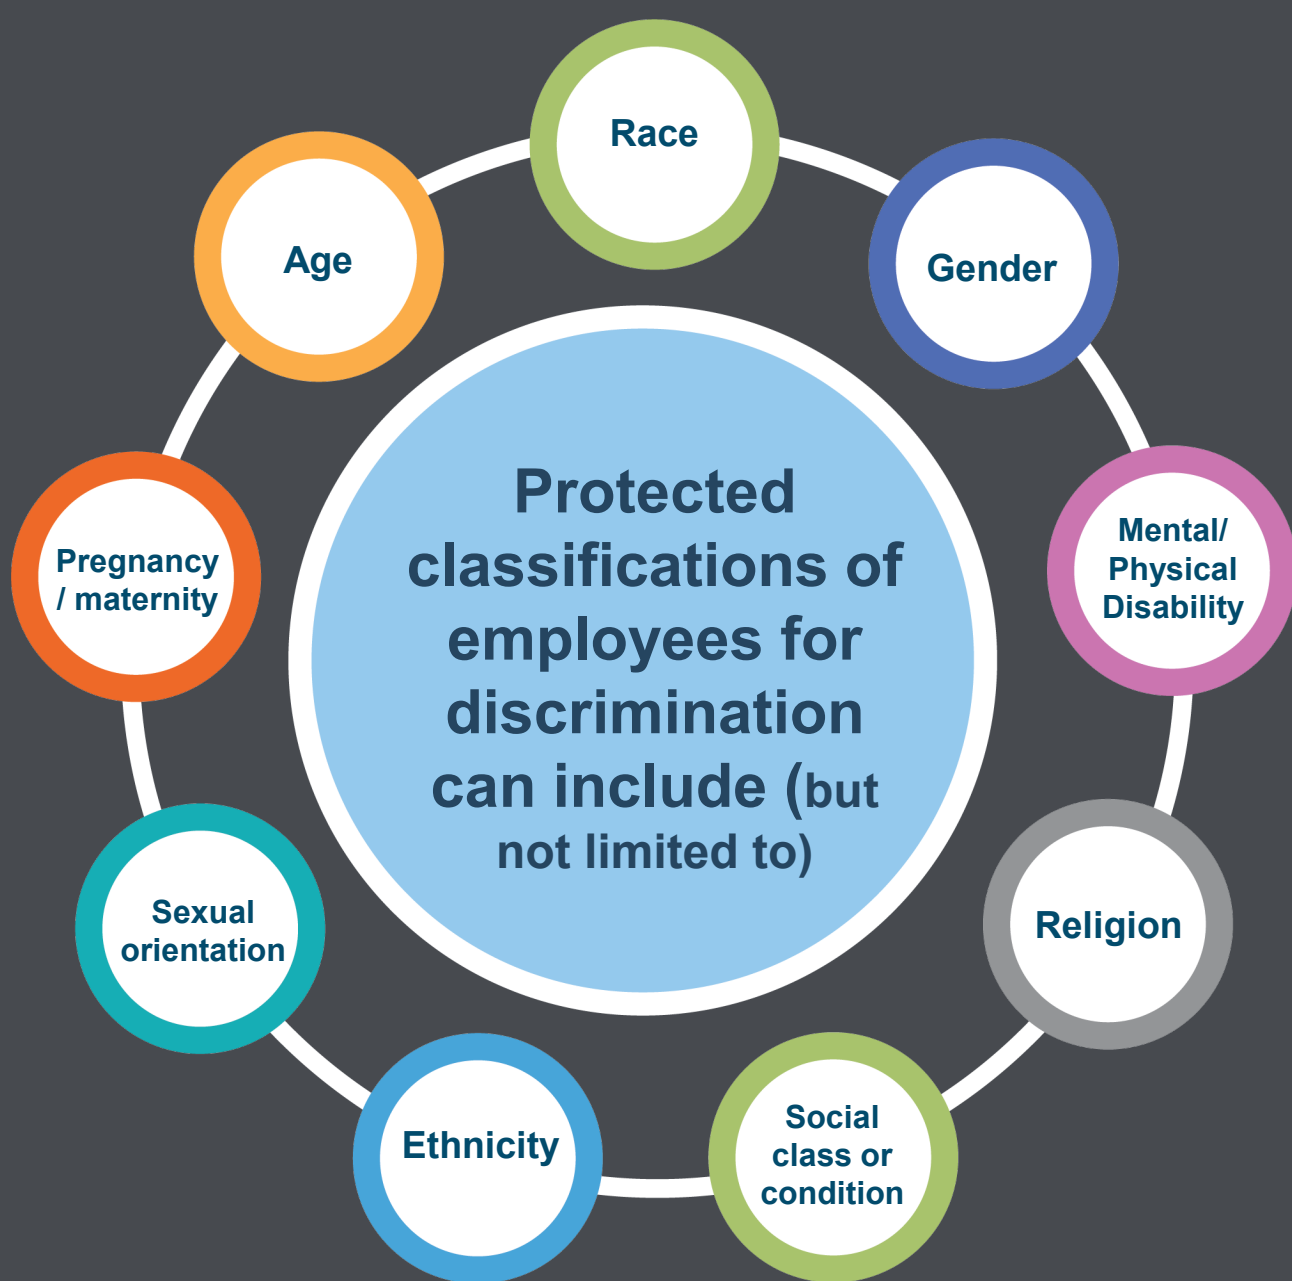 Race
Gender
Mental/
Physical
Disability
Religion
Social
class or
condition
Ethnicity
Sexual
orientation
Pregnancy
/ maternity
Age
Protected
classifications of
employees for
discrimination
can include (but
not limited to)